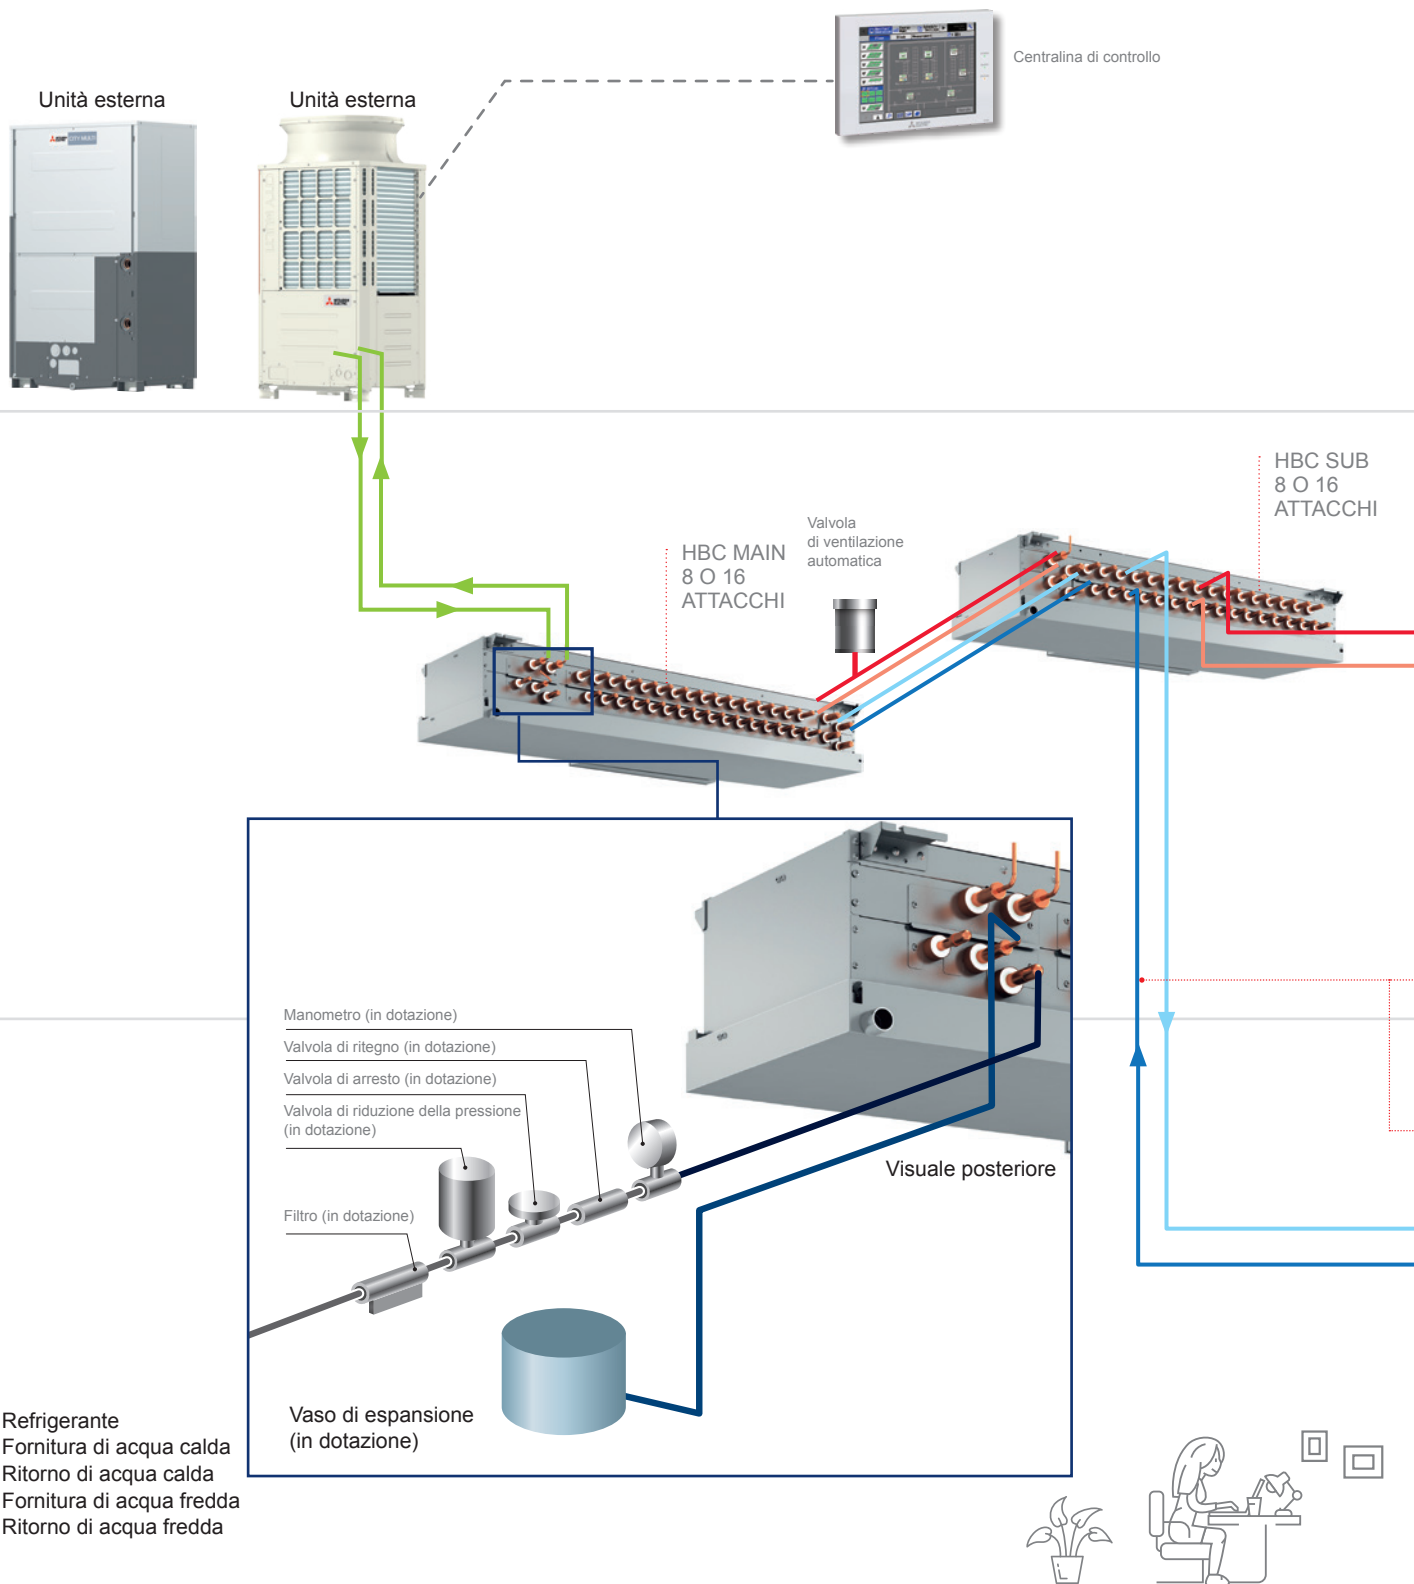 Centralina di controllo
Unità esterna
Unità esterna
CITY MULTI
HBC SUB
8 O 16
ATTACCHI
Valvola
di ventilazione
automatica
HBC MAIN
8 O 16
ATTACCHI
Manometro (in dotazione)
Valvola di ritegno (in dotazione)
Valvola di arresto (in dotazione)
Valvola di riduzione della pressione
(in dotazione)
Visuale posteriore
Filtro (in dotazione)
Vaso di espansione
(in dotazione)
Refrigerante
Fornitura di acqua calda
Ritorno di acqua calda
Fornitura di acqua fredda
Ritorno di acqua fredda